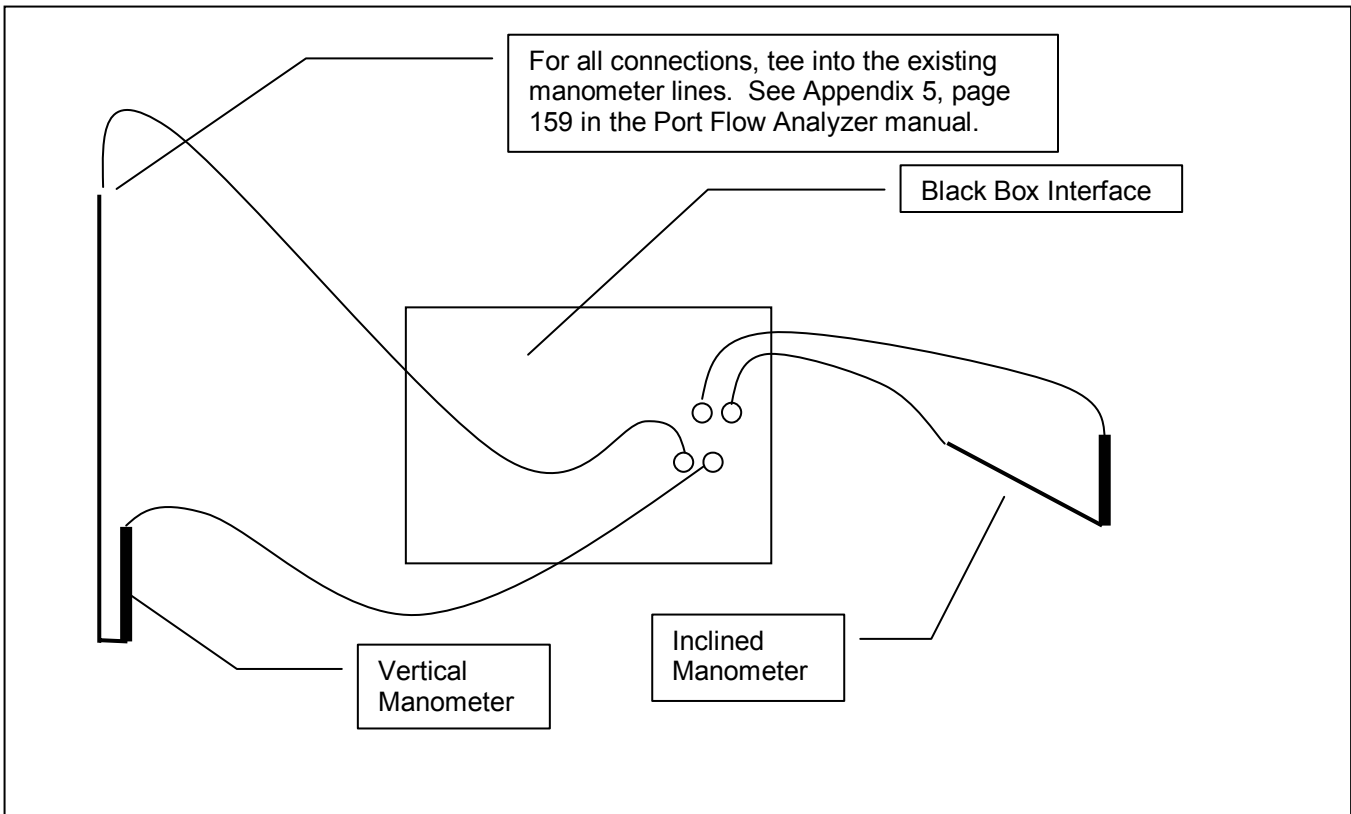 For all connections, tee into the existing
manometer lines.  See Appendix 5, page
159 in the Port Flow Analyzer manual.
Black Box Interface
Inclined
Manometer
Vertical
Manometer